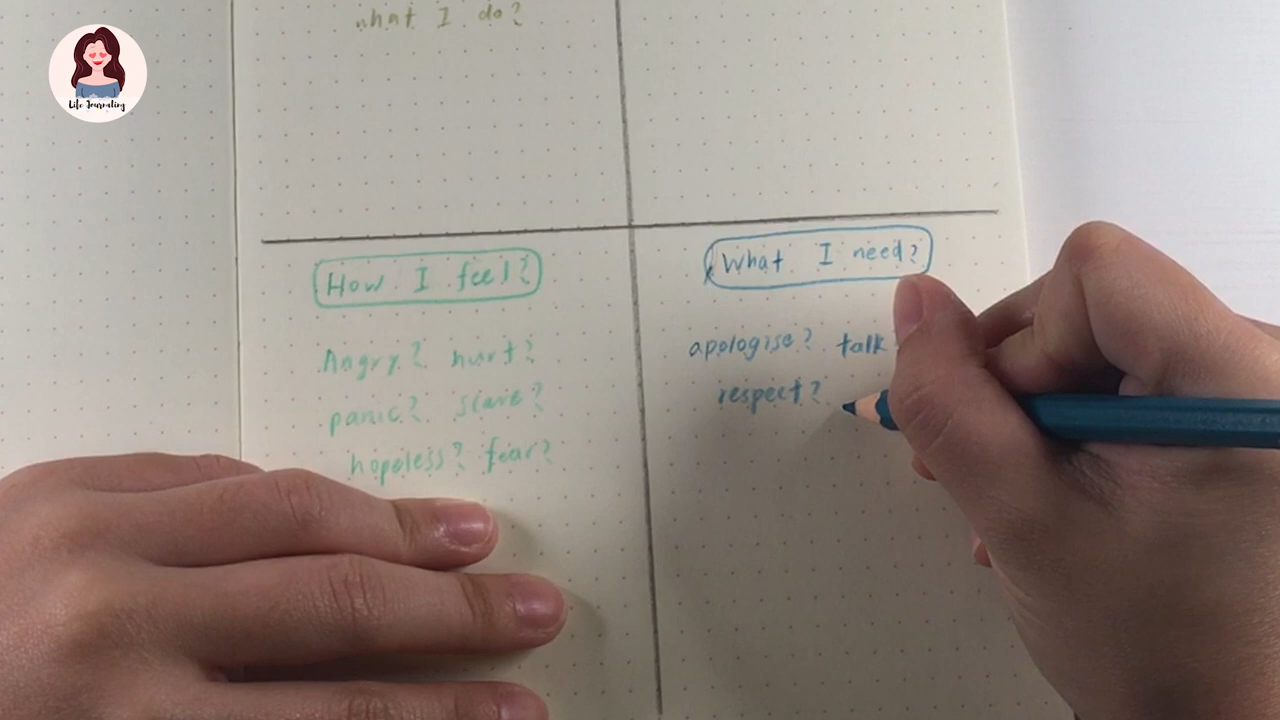 Life Journaling
what I do?
How I feel?
What I need?
Angry? hurt?
panic? scare?
hopeless? fear?
apologise? talk
respect?